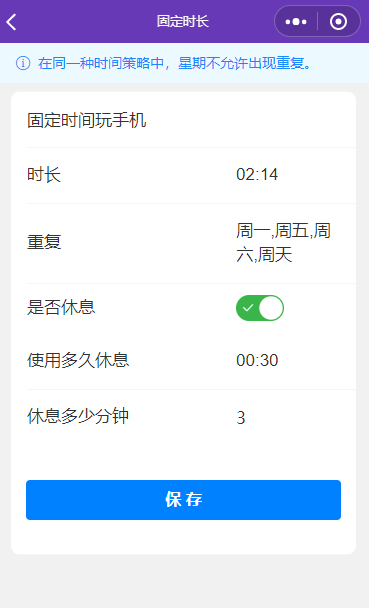 固定时长
在同一种时间策略中，星期不允许出现重复。
固定时间玩手机
时长 02:14
重复 周一,周五,周
六,周天
是否休息
使用多久休息 00:30
休息多少分钟 3
保存